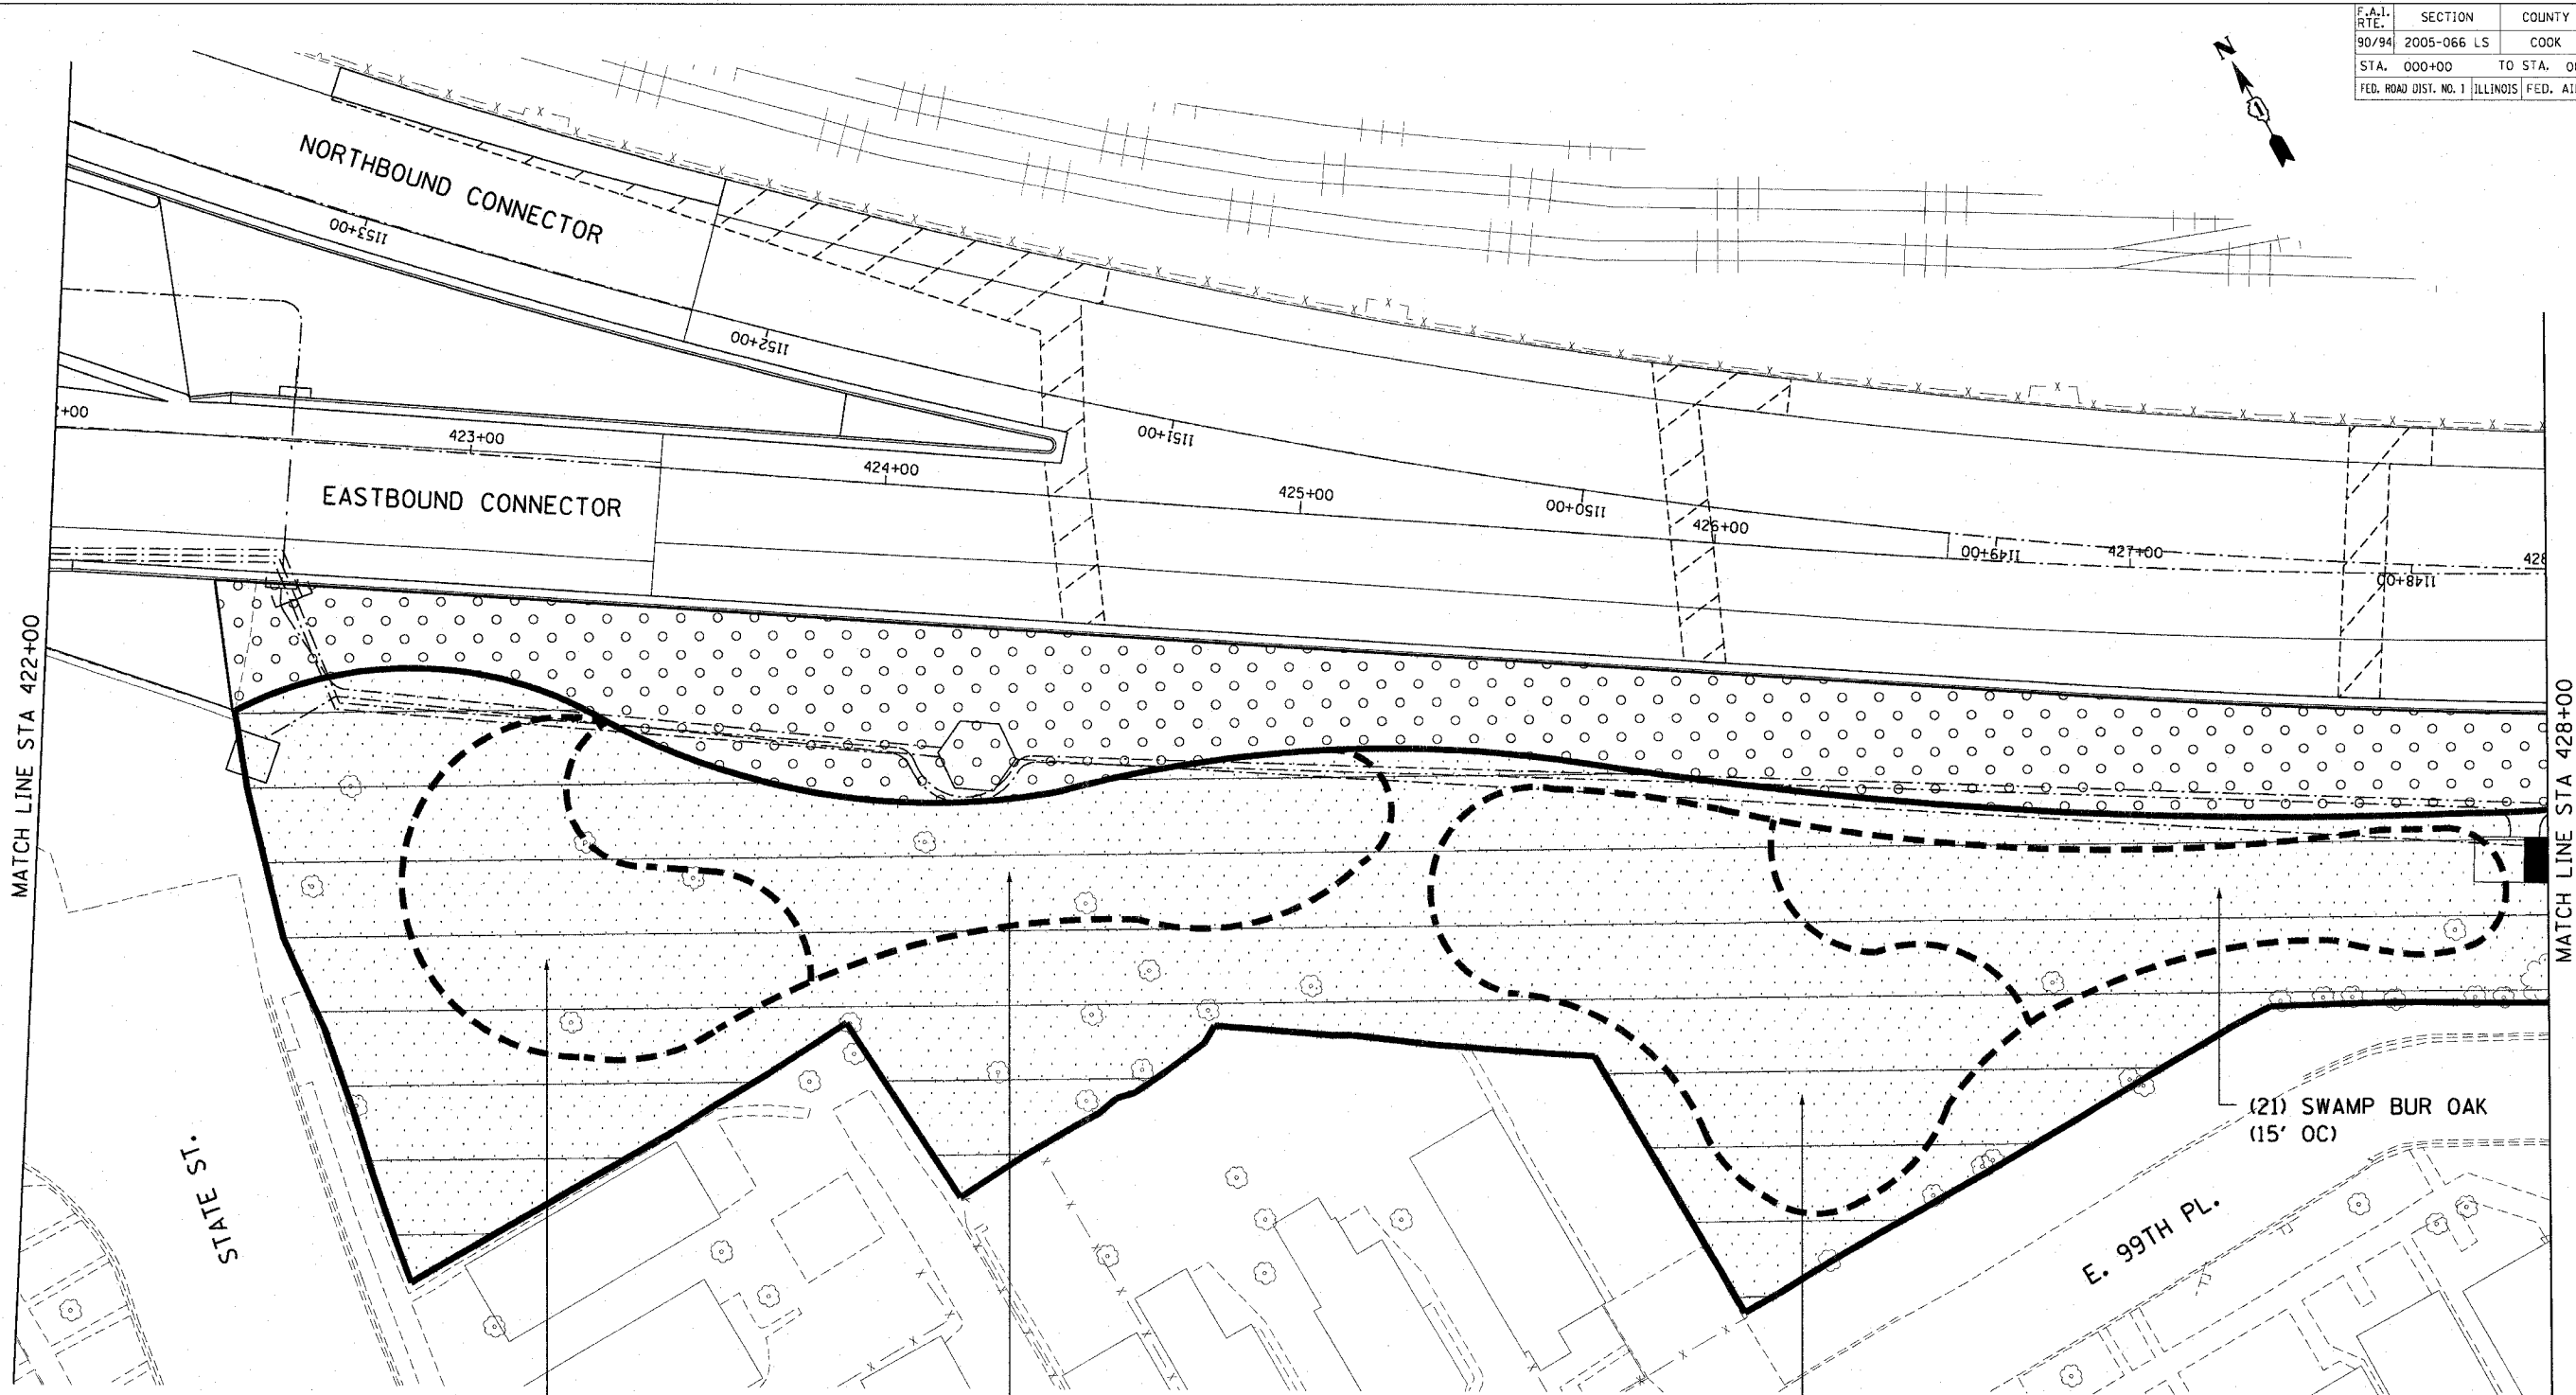 F.A.I. RTE. SECTION COUNTY
90/94 2005-066 LS COOK
STA. 000+00 TO STA.
FED. ROAD DIST. NO. 1 ILLINOIS FED.
N
1
NORTHBOUND CONNECTOR
1153+00
1152+00
1151+00
1150+00
1149+00
1148+00
+00
423+00
424+00
425+00
426+00
427+00
428
EASTBOUND CONNECTOR
MATCH LINE STA 422+00
MATCH LINE STA 428+00
(21) SWAMP BUR OAK
(15' OC)
STATE ST.
E. 99TH PL.